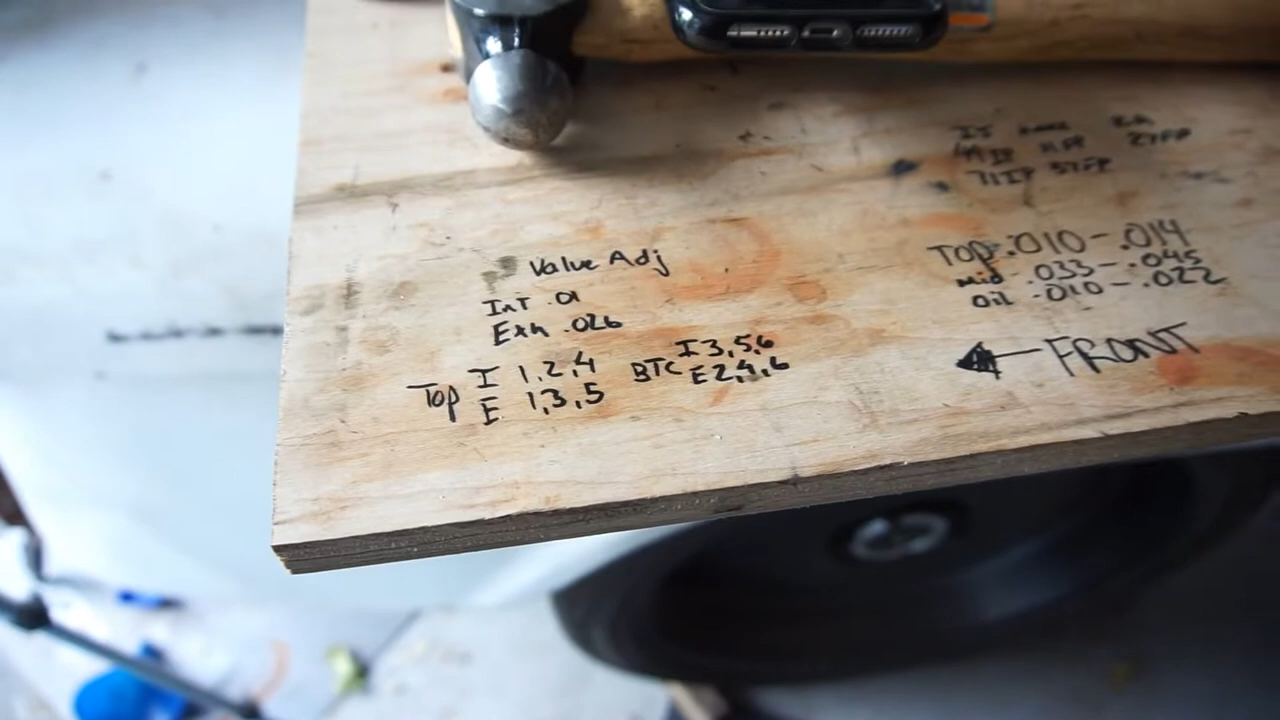 Valve Adj
InT .01
Exh .026
Top I 1,2,4
E 1,3,5
BTC I 3,5,6
E 2,4,6
TOP .010-.014
mid .033-.045
oil .010-.022
FRONT